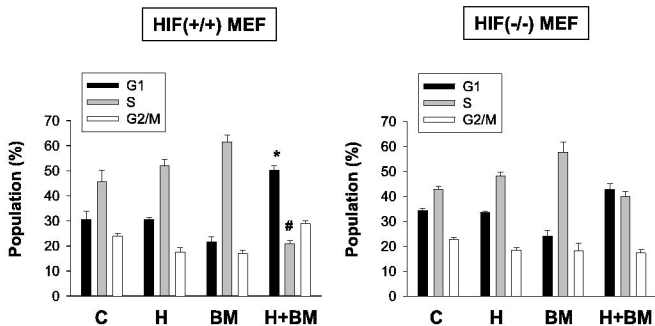 HIF(+/+) MEF
G1
S
G2/M
Population (%)
70
60
50
40
30
20
10
0
*
#
C H BM H+BM
HIF(-/-) MEF
G1
S
G2/M
Population (%)
70
60
50
40
30
20
10
0
C H BM H+BM